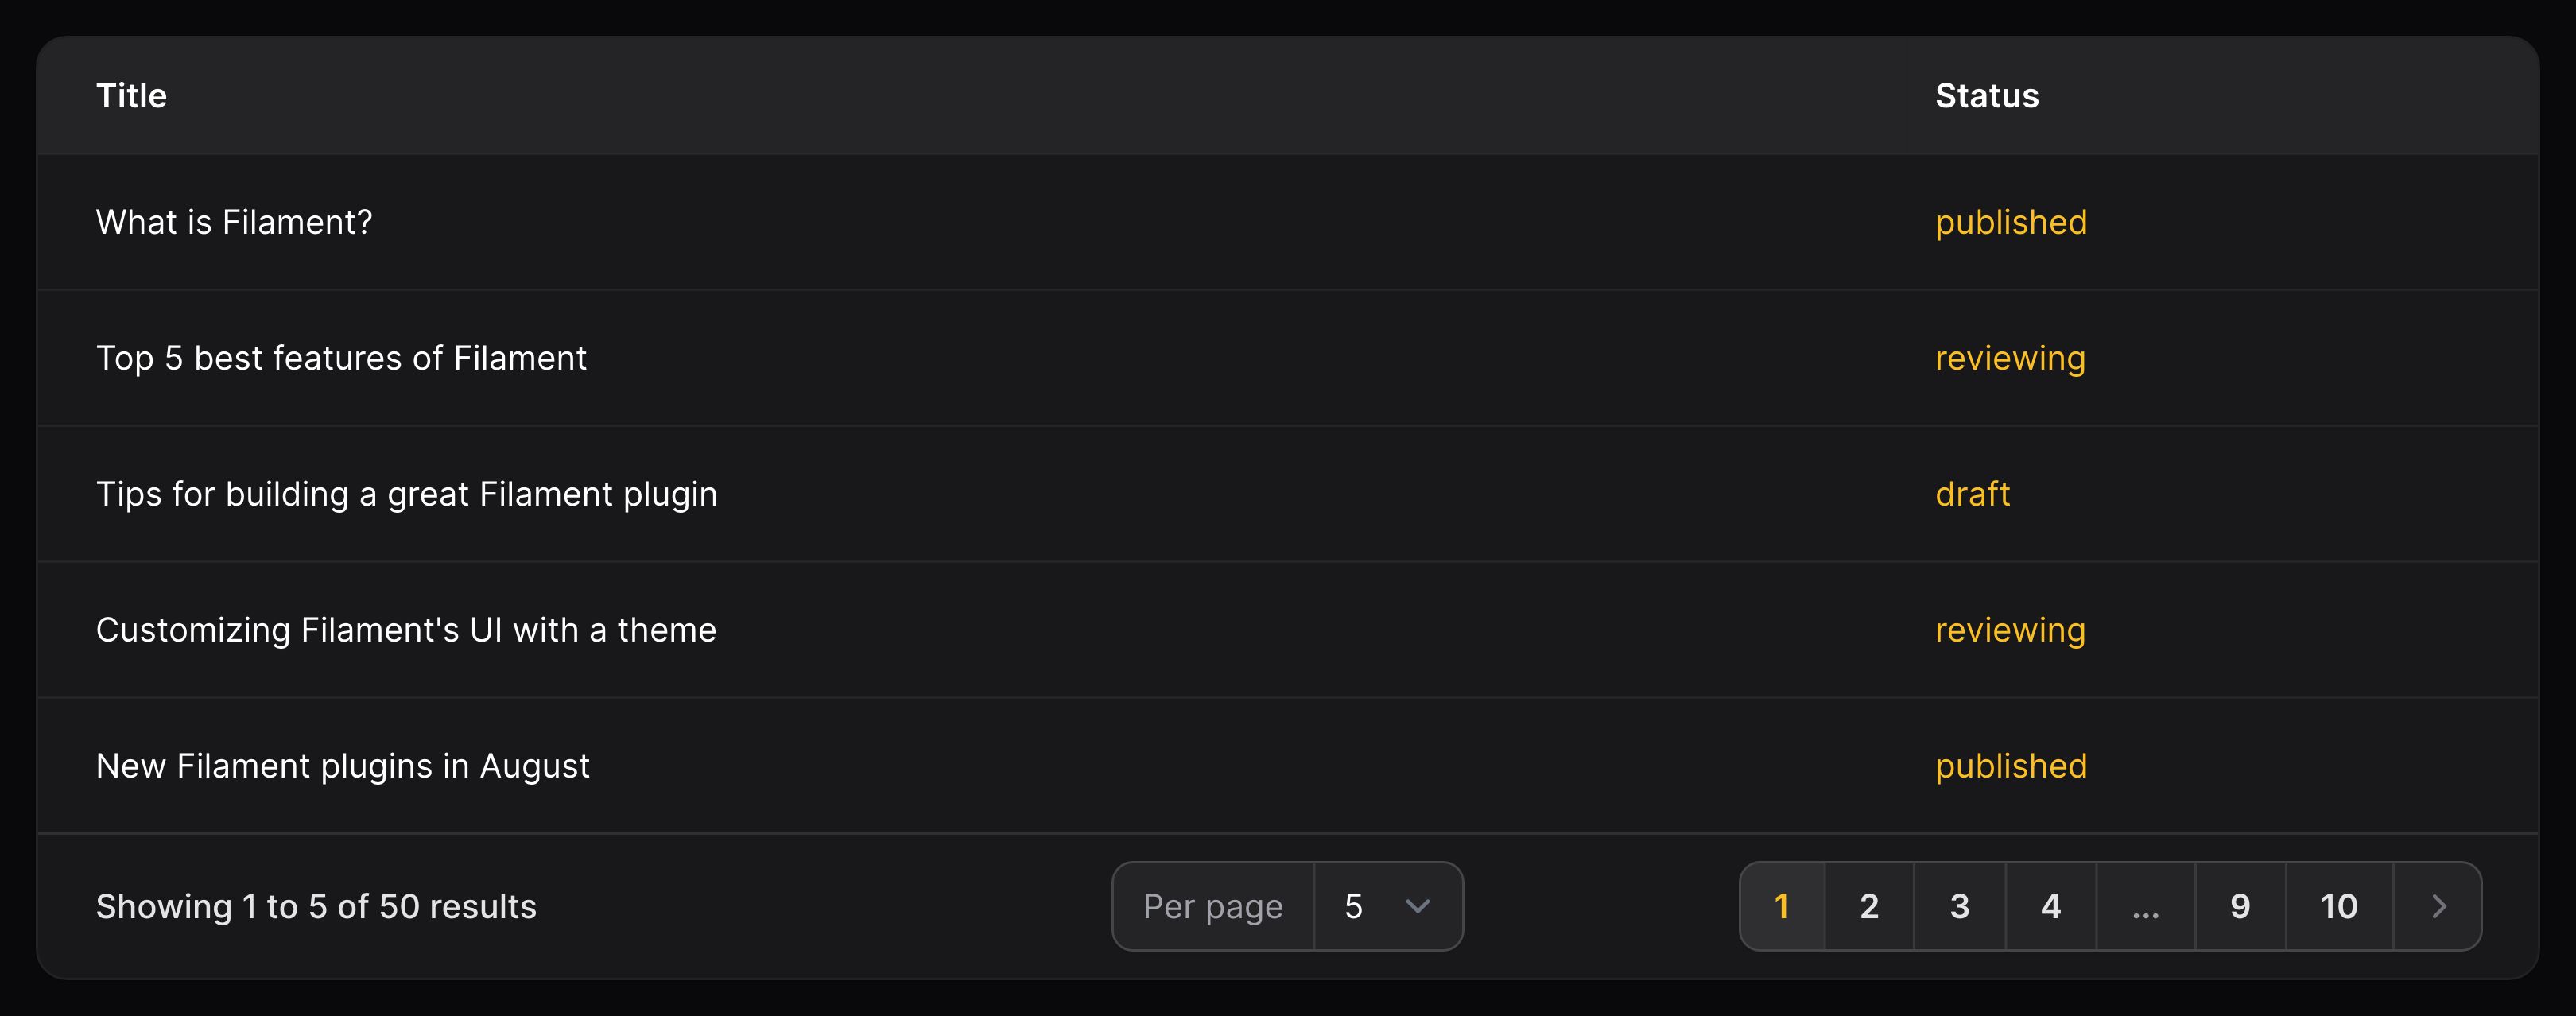 Title Status
What is Filament? published
Top 5 best features of Filament reviewing
Tips for building a great Filament plugin draft
Customizing Filament's UI with a theme reviewing
New Filament plugins in August published
Showing 1 to 5 of 50 results Per page 5 1 2 3 4 ... 9 10